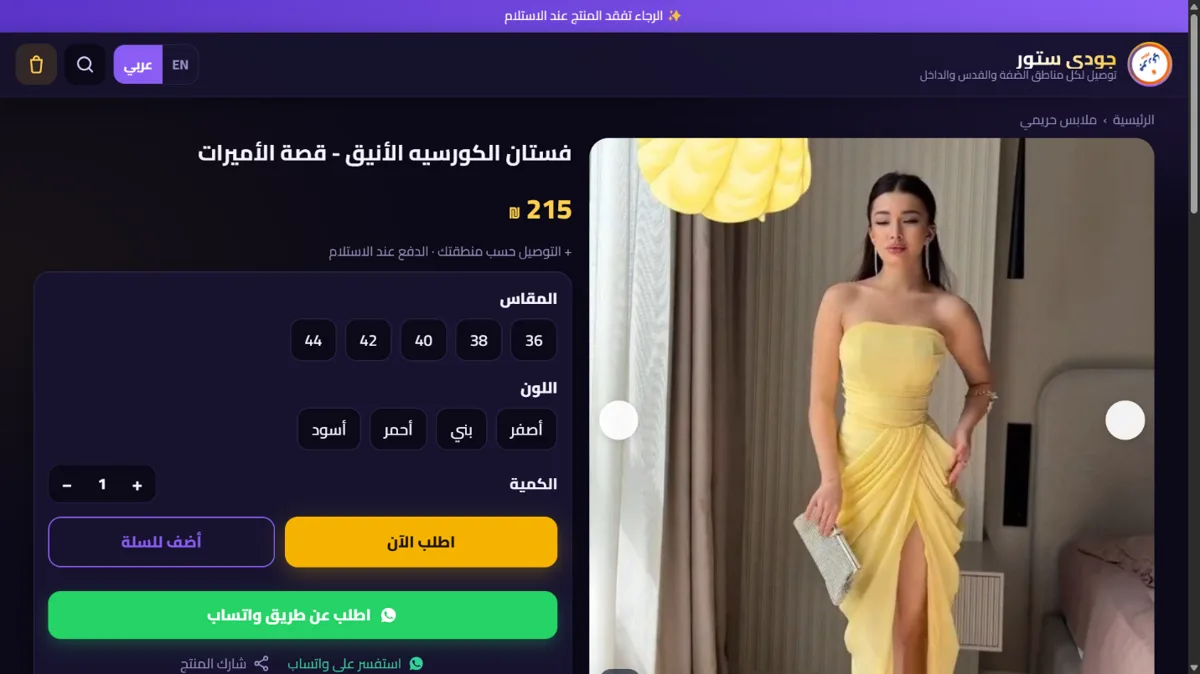 ✨ الرجاء تفقد المنتج عند الاستلام
جودي ستور
توصيل لكل مناطق الضفة والقدس والداخل
EN
عربي
الرئيسية › ملابس حريمي
فستان الكورسيه الأنيق - قصة الأميرات
215 ₪
+ التوصيل حسب منطقتك · الدفع عند الاستلام
المقاس
36 38 40 42 44
اللون
أصفر بني أحمر أسود
الكمية
+ 1 −
اطلب الآن
أضف للسلة
اطلب عن طريق واتساب
استفسر على واتساب
شارك المنتج